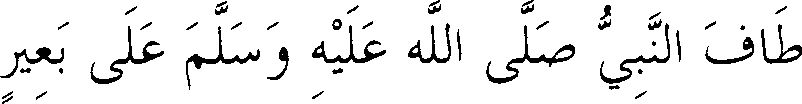 طَافَ النَّبِيُّ صَلَّى اللَّه عَلَيْهِ وَسَلَّمَ عَلَى بَعِيرٍ